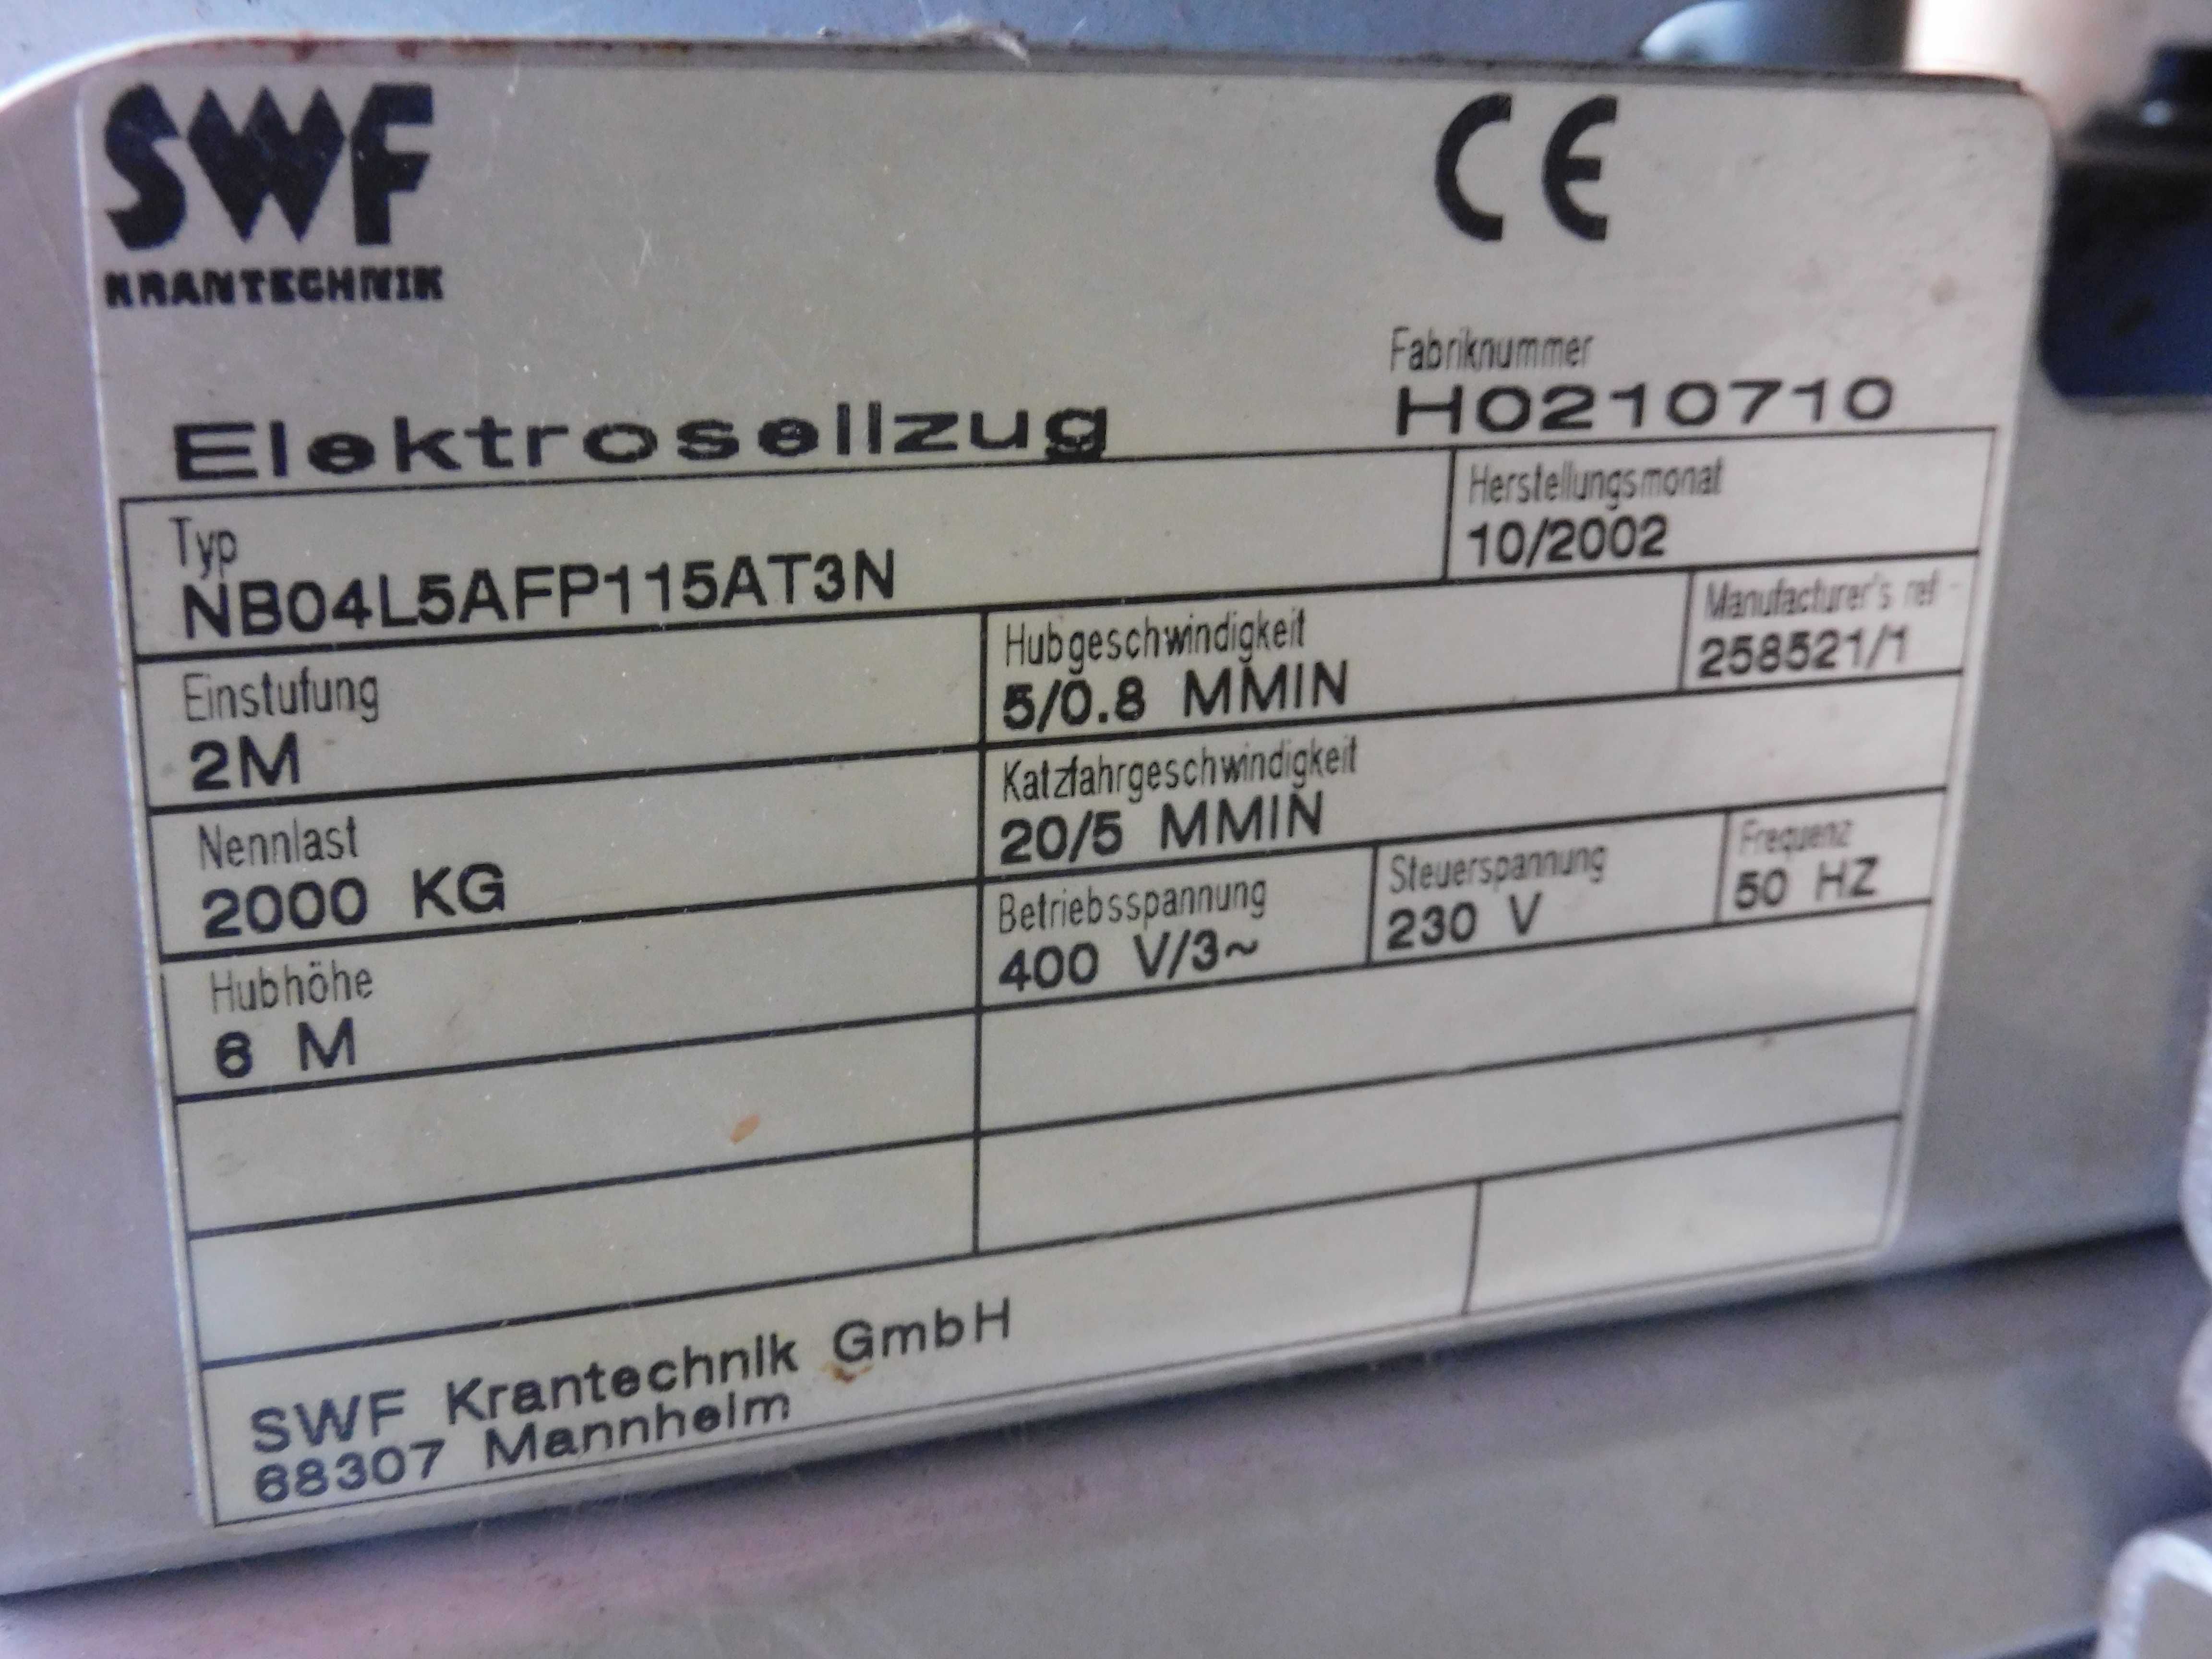 SWF
KRANTECHNIK
CE
Fabriknummer
Elektroseilzug
H0210710
Typ
NB04L5AFP115AT3N
Herstellungsmonat
10/2002
Einstufung
2M
Hubgeschwindigkeit
5/0.8 MMIN
Manufacturer's ref -
258521/1
Nennlast
2000 KG
Katzfahrgeschwindigkeit
20/5 MMIN
Hubhöhe
6 M
Betriebsspannung
400 V/3~
Steuerspannung
230 V
Frequenz
50 HZ
SWF Krantechnik GmbH
68307 Mannheim